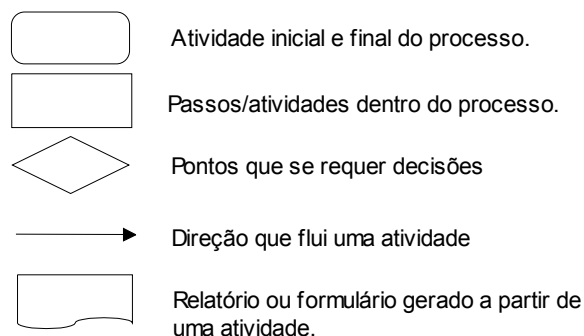 Atividade inicial e final do processo.
Passos/atividades dentro do processo.
Pontos que se requer decisões
Direção que flui uma atividade
Relatório ou formulário gerado a partir de
uma atividade.